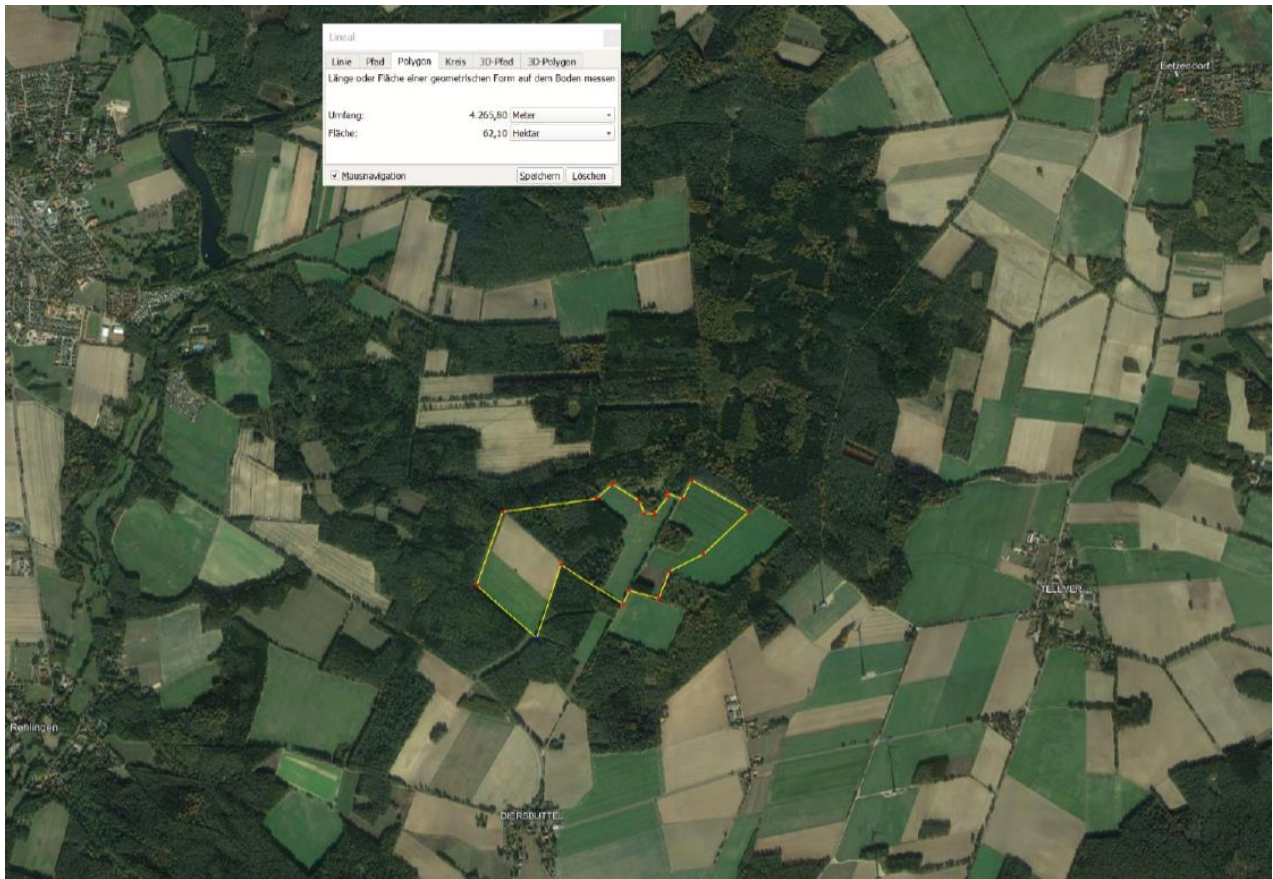 Lineal
Linie Pfad Polygon Kreis 3D-Pfad 3D-Polygon
Länge oder Fläche einer geometrischen Form auf dem Boden messen
Umfang: 4.265,80 Meter
Fläche: 62,10 Hektar
Mausnavigation Speichern Löschen
Betzendorf
TELLMER
Rehlingen
DIERSBÜTTEL